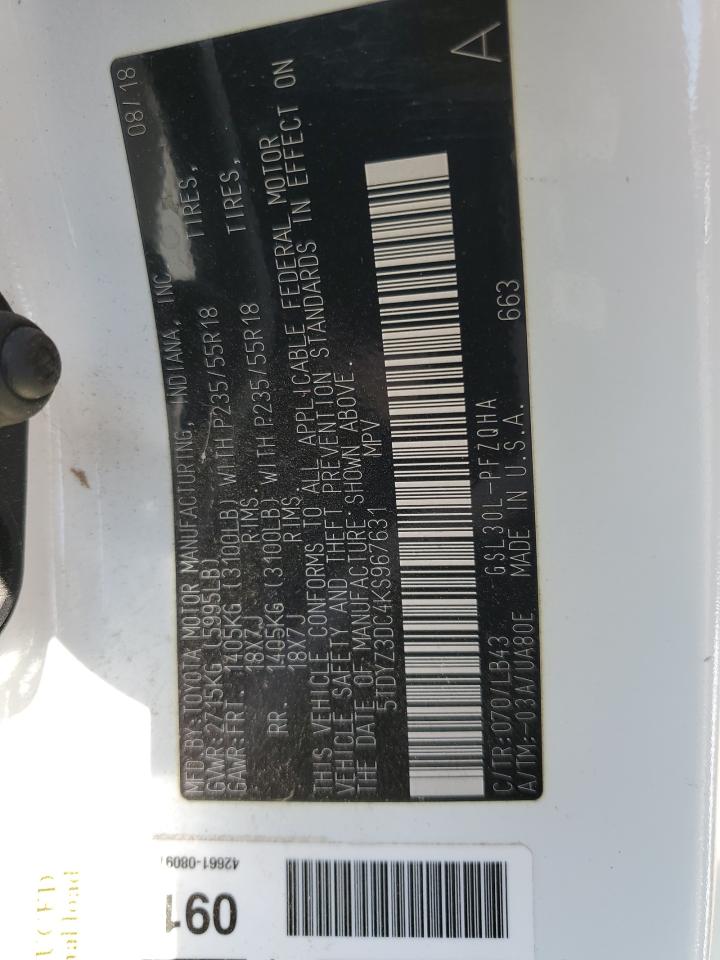 MFD.BY:TOYOTA MOTOR MANUFACTURING, INDIANA, INC. 08/18
GVWR:2715KG (5995LB)
GAWR:FRT. 1405KG (3100LB) WITH P235/55R18 TIRES,
18X7J RIMS.
RR. 1405KG (3100LB) WITH P235/55R18 TIRES,
18X7J RIMS.
THIS VEHICLE CONFORMS TO ALL APPLICABLE FEDERAL MOTOR
VEHICLE SAFETY AND THEFT PREVENTION STANDARDS IN EFFECT ON
THE DATE OF MANUFACTURE SHOWN ABOVE.
5TDYZ3DC4KS967631 MPV
C/TR:070/LB43 GSL30L-PFZQHA 663
A/TM:-03A/UA80E MADE IN U.S.A.
A
42661-0809
091